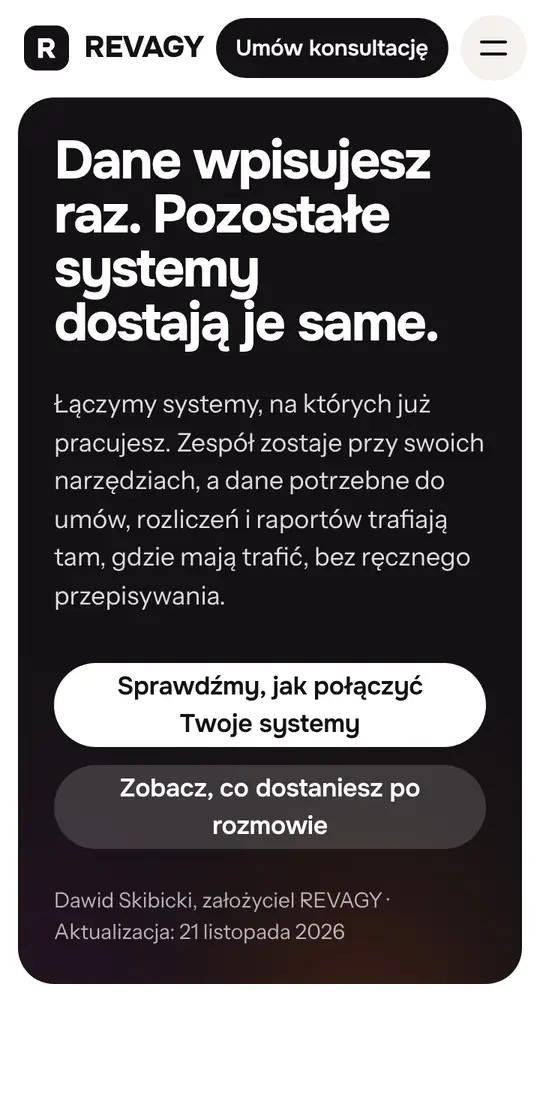 R REVAGY Umów konsultację
Dane wpisujesz
raz. Pozostałe
systemy
dostają je same.
Łączymy systemy, na których już
pracujesz. Zespół zostaje przy swoich
narzędziach, a dane potrzebne do
umów, rozliczeń i raportów trafiają
tam, gdzie mają trafić, bez ręcznego
przepisywania.
Sprawdźmy, jak połączyć
Twoje systemy
Zobacz, co dostaniesz po
rozmowie
Dawid Skibicki, założyciel REVAGY ·
Aktualizacja: 21 listopada 2026